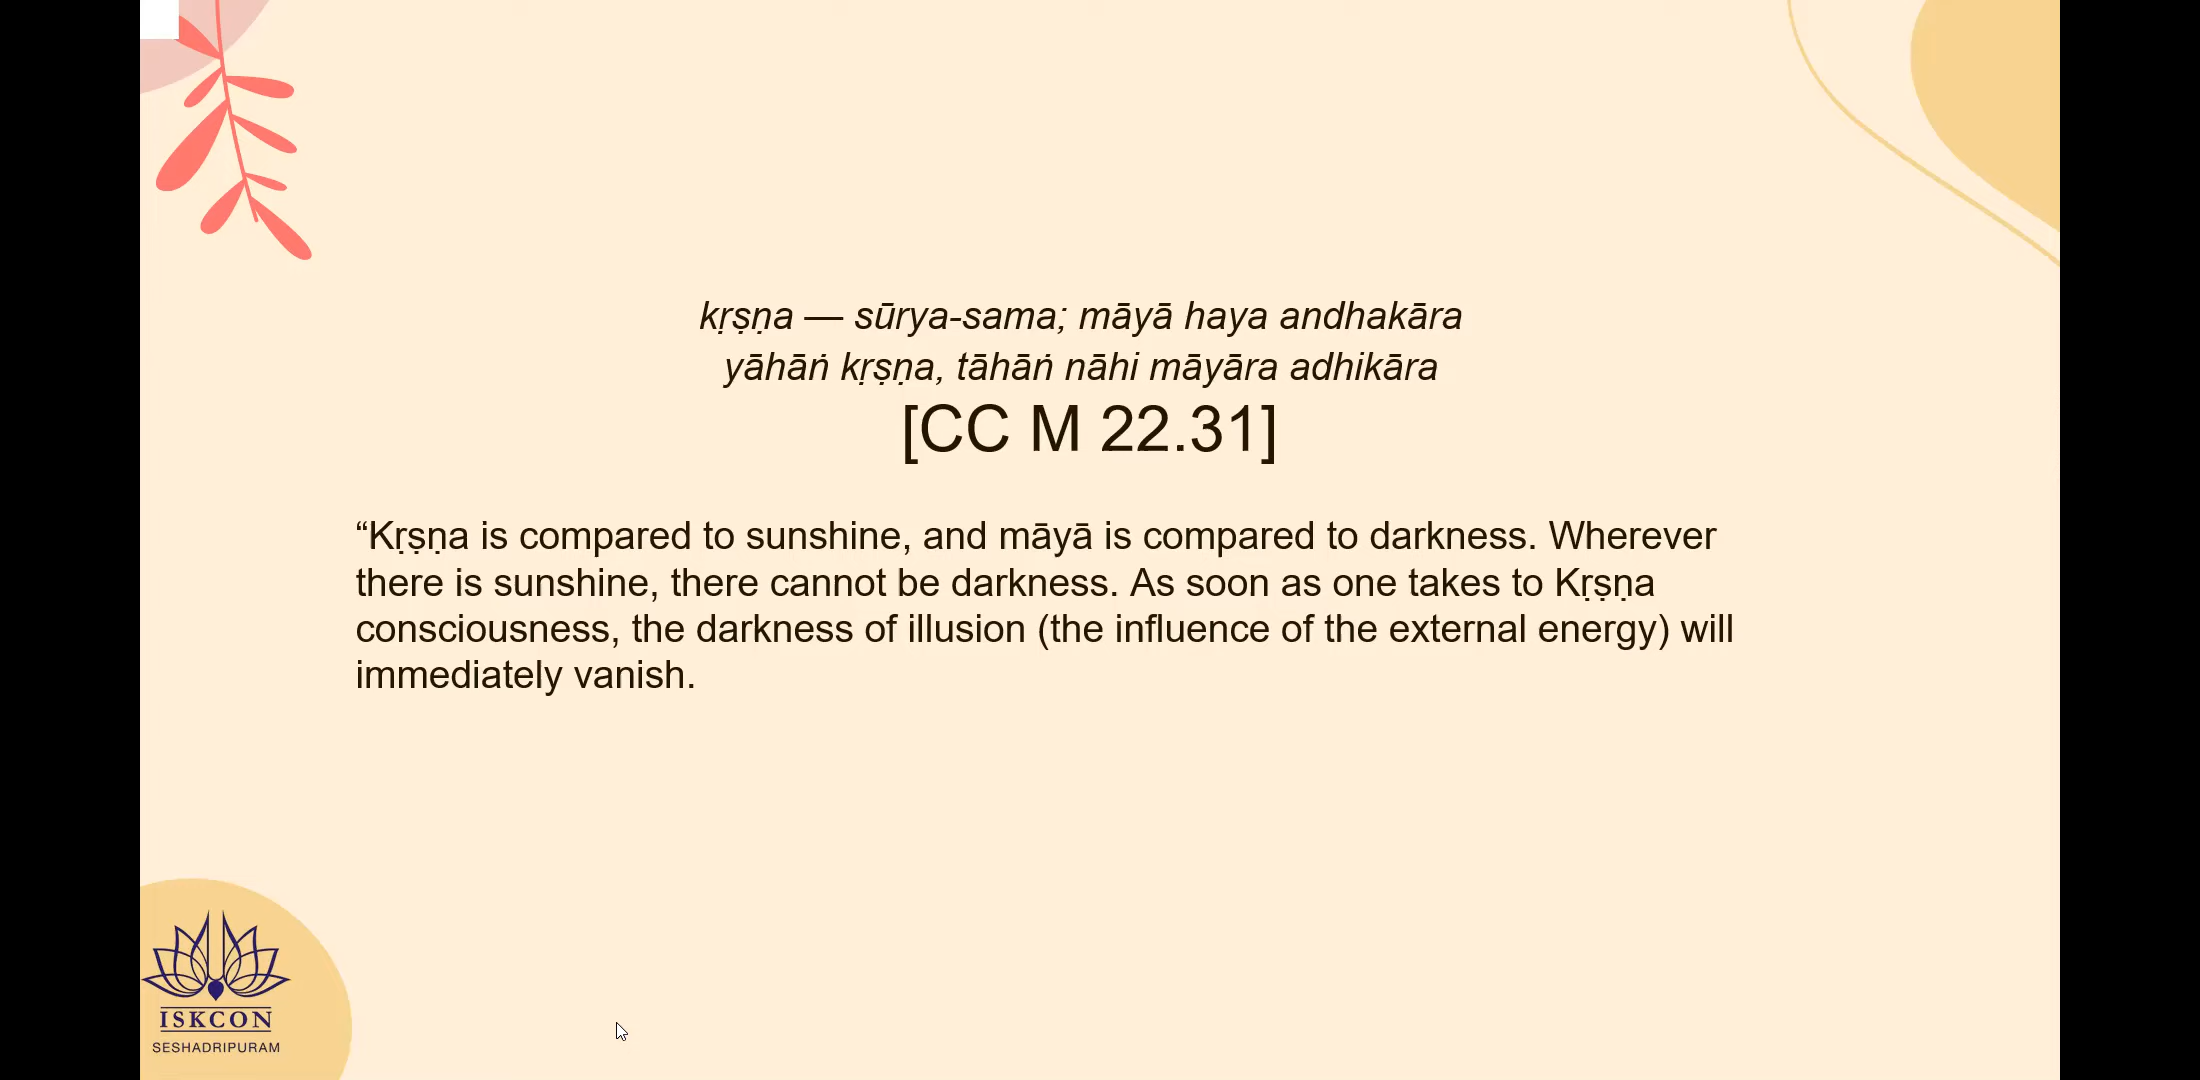 kṛṣṇa — sūrya-sama; māyā haya andhakāra
yāhāṅ kṛṣṇa, tāhāṅ nāhi māyāra adhikāra
[CC M 22.31]
“Kṛṣṇa is compared to sunshine, and māyā is compared to darkness. Wherever
there is sunshine, there cannot be darkness. As soon as one takes to Kṛṣṇa
consciousness, the darkness of illusion (the influence of the external energy) will
immediately vanish.
ISKCON
SESHADRIPURAM